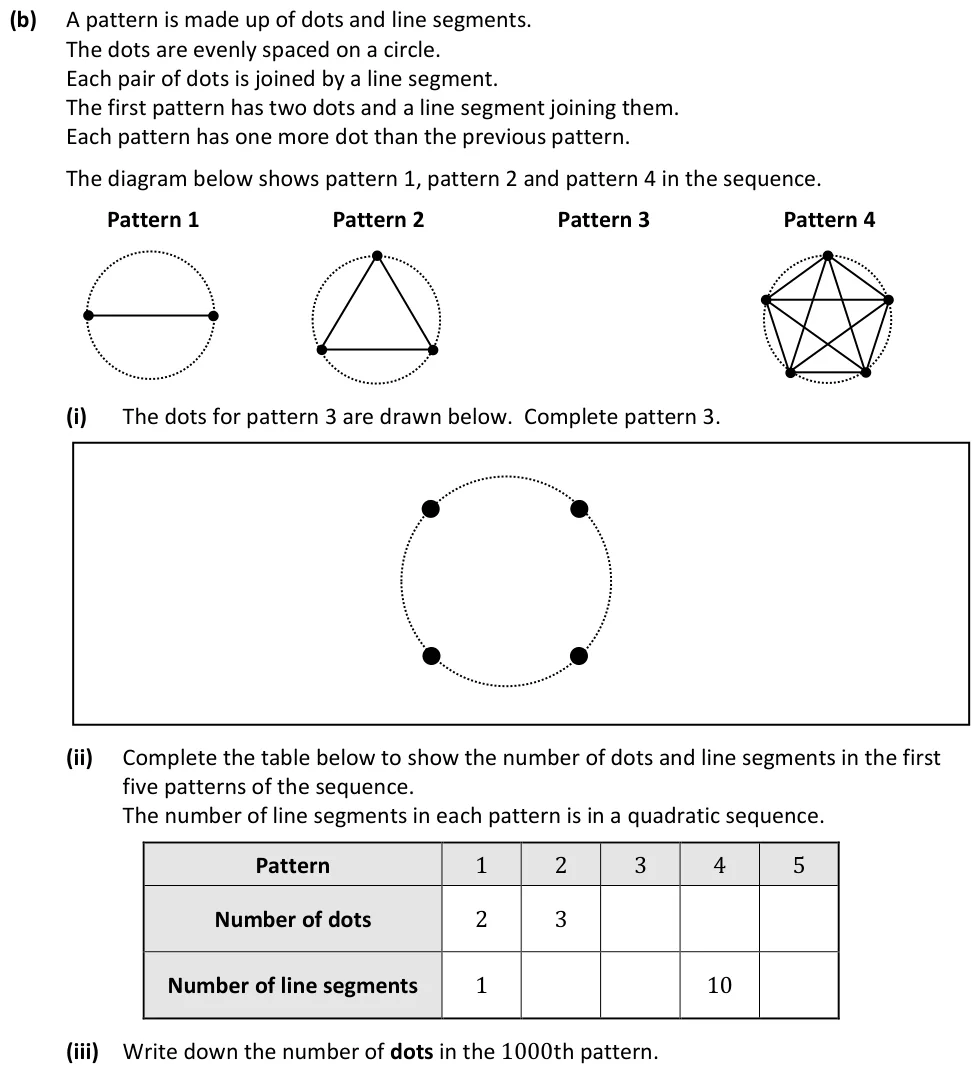 (b) A pattern is made up of dots and line segments.
The dots are evenly spaced on a circle.
Each pair of dots is joined by a line segment.
The first pattern has two dots and a line segment joining them.
Each pattern has one more dot than the previous pattern.
The diagram below shows pattern 1, pattern 2 and pattern 4 in the sequence.
Pattern 1 Pattern 2 Pattern 3 Pattern 4
(i) The dots for pattern 3 are drawn below. Complete pattern 3.
(ii) Complete the table below to show the number of dots and line segments in the first
five patterns of the sequence.
The number of line segments in each pattern is in a quadratic sequence.
Pattern 1 2 3 4 5
Number of dots 2 3
Number of line segments 1 10
(iii) Write down the number of dots in the 1000th pattern.